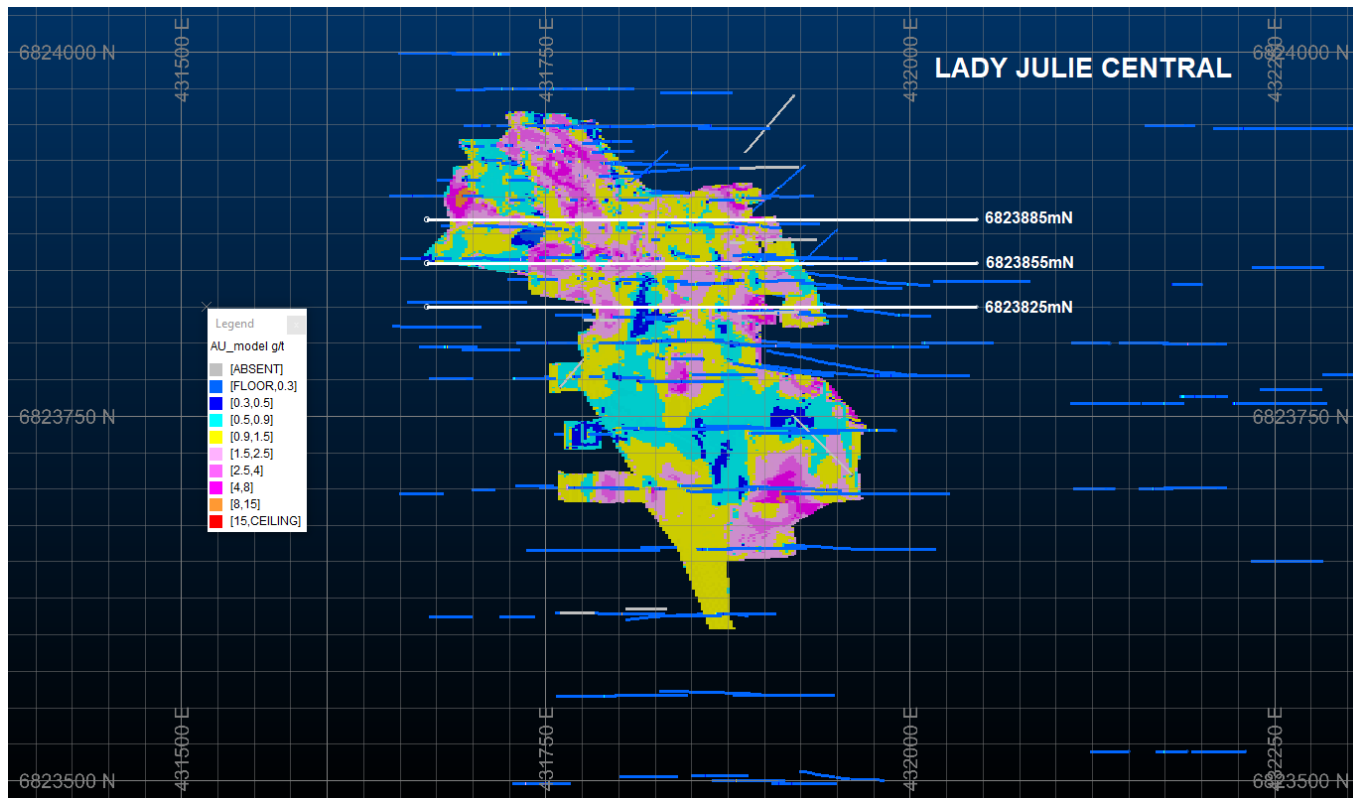 6824000 N
431500 E
431750 E
432000 E
432250 E
6824000 N
LADY JULIE CENTRAL
6823885mN
6823855mN
6823825mN
Legend
AU_model g/t
[ABSENT]
[FLOOR,0.3]
[0.3,0.5]
[0.5,0.9]
[0.9,1.5]
[1.5,2.5]
[2.5,4]
[4,8]
[8,15]
[15,CEILING]
6823750 N
6823750 N
431500 E
431750 E
432000 E
432250 E
6823500 N
6823500 N